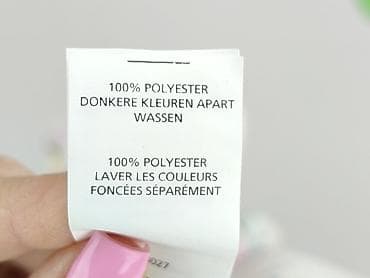 100% POLYESTER
DONKERE KLEUREN APART
WASSEN
100% POLYESTER
LAVER LES COULEURS
FONCÉES SÉPARÉMENT